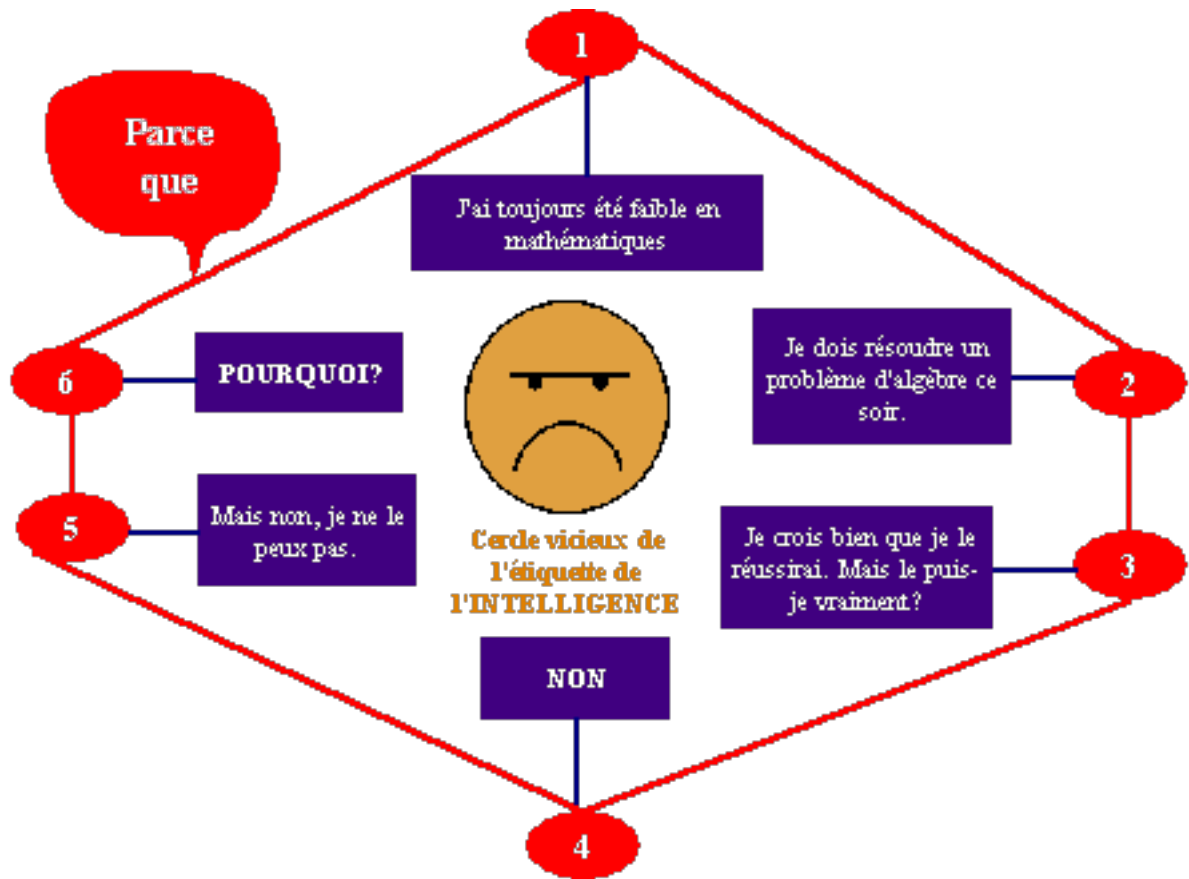 1
Parce
que
J'ai toujours été faible en
mathématiques
6
POURQUOI?
Je dois résoudre un
problème d'algèbre ce
soir.
2
5
Mais non, je ne le
peux pas.
Cercle vicieux de
l'étiquette de
l'INTELLIGENCE
Je crois bien que je le
réussirai. Mais le puis-
je vraiment?
3
NON
4